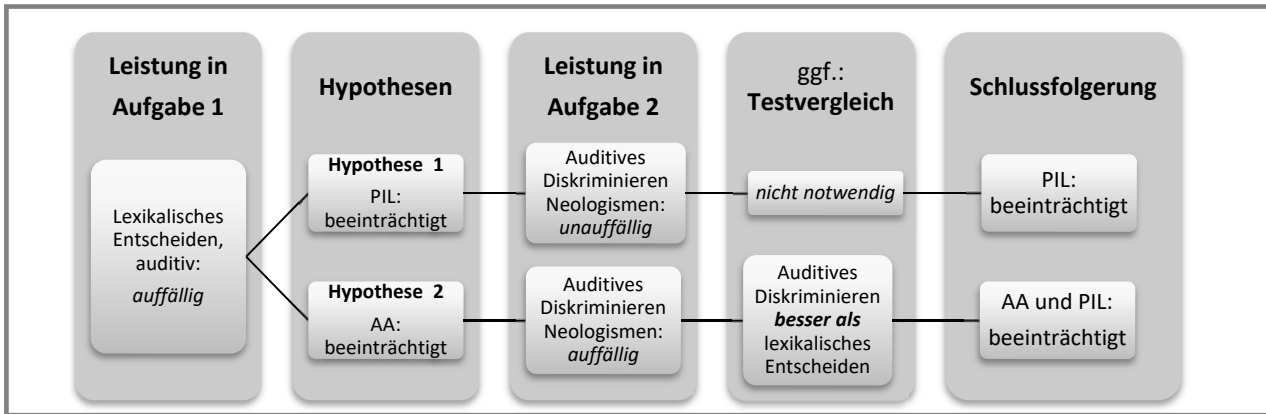 Leistung in
Aufgabe 1
Lexikalisches
Entscheiden,
auditiv:
auffällig
Hypothesen
Hypothese 1
PIL:
beeinträchtigt
Hypothese 2
AA:
beeinträchtigt
Leistung in
Aufgabe 2
Auditives
Diskriminieren
Neologismen:
unauffällig
Auditives
Diskriminieren
Neologismen:
auffällig
ggf.:
Testvergleich
nicht notwendig
Auditives
Diskriminieren
besser als
lexikalisches
Entscheiden
Schlussfolgerung
PIL:
beeinträchtigt
AA und PIL:
beeinträchtigt